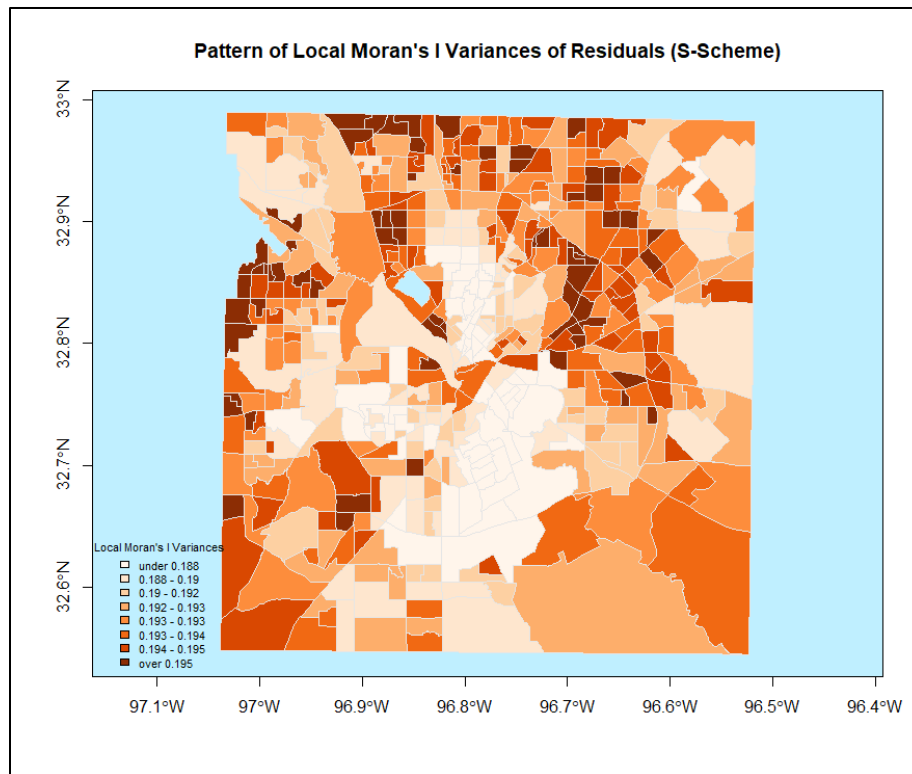 Pattern of Local Moran's I Variances of Residuals (S-Scheme)
33°N
32.9°N
32.8°N
32.7°N
32.6°N
Local Moran's I Variances
under 0.188
0.188 - 0.19
0.19 - 0.192
0.192 - 0.193
0.193 - 0.193
0.193 - 0.194
0.194 - 0.195
over 0.195
97.1°W 97°W 96.9°W 96.8°W 96.7°W 96.6°W 96.5°W 96.4°W